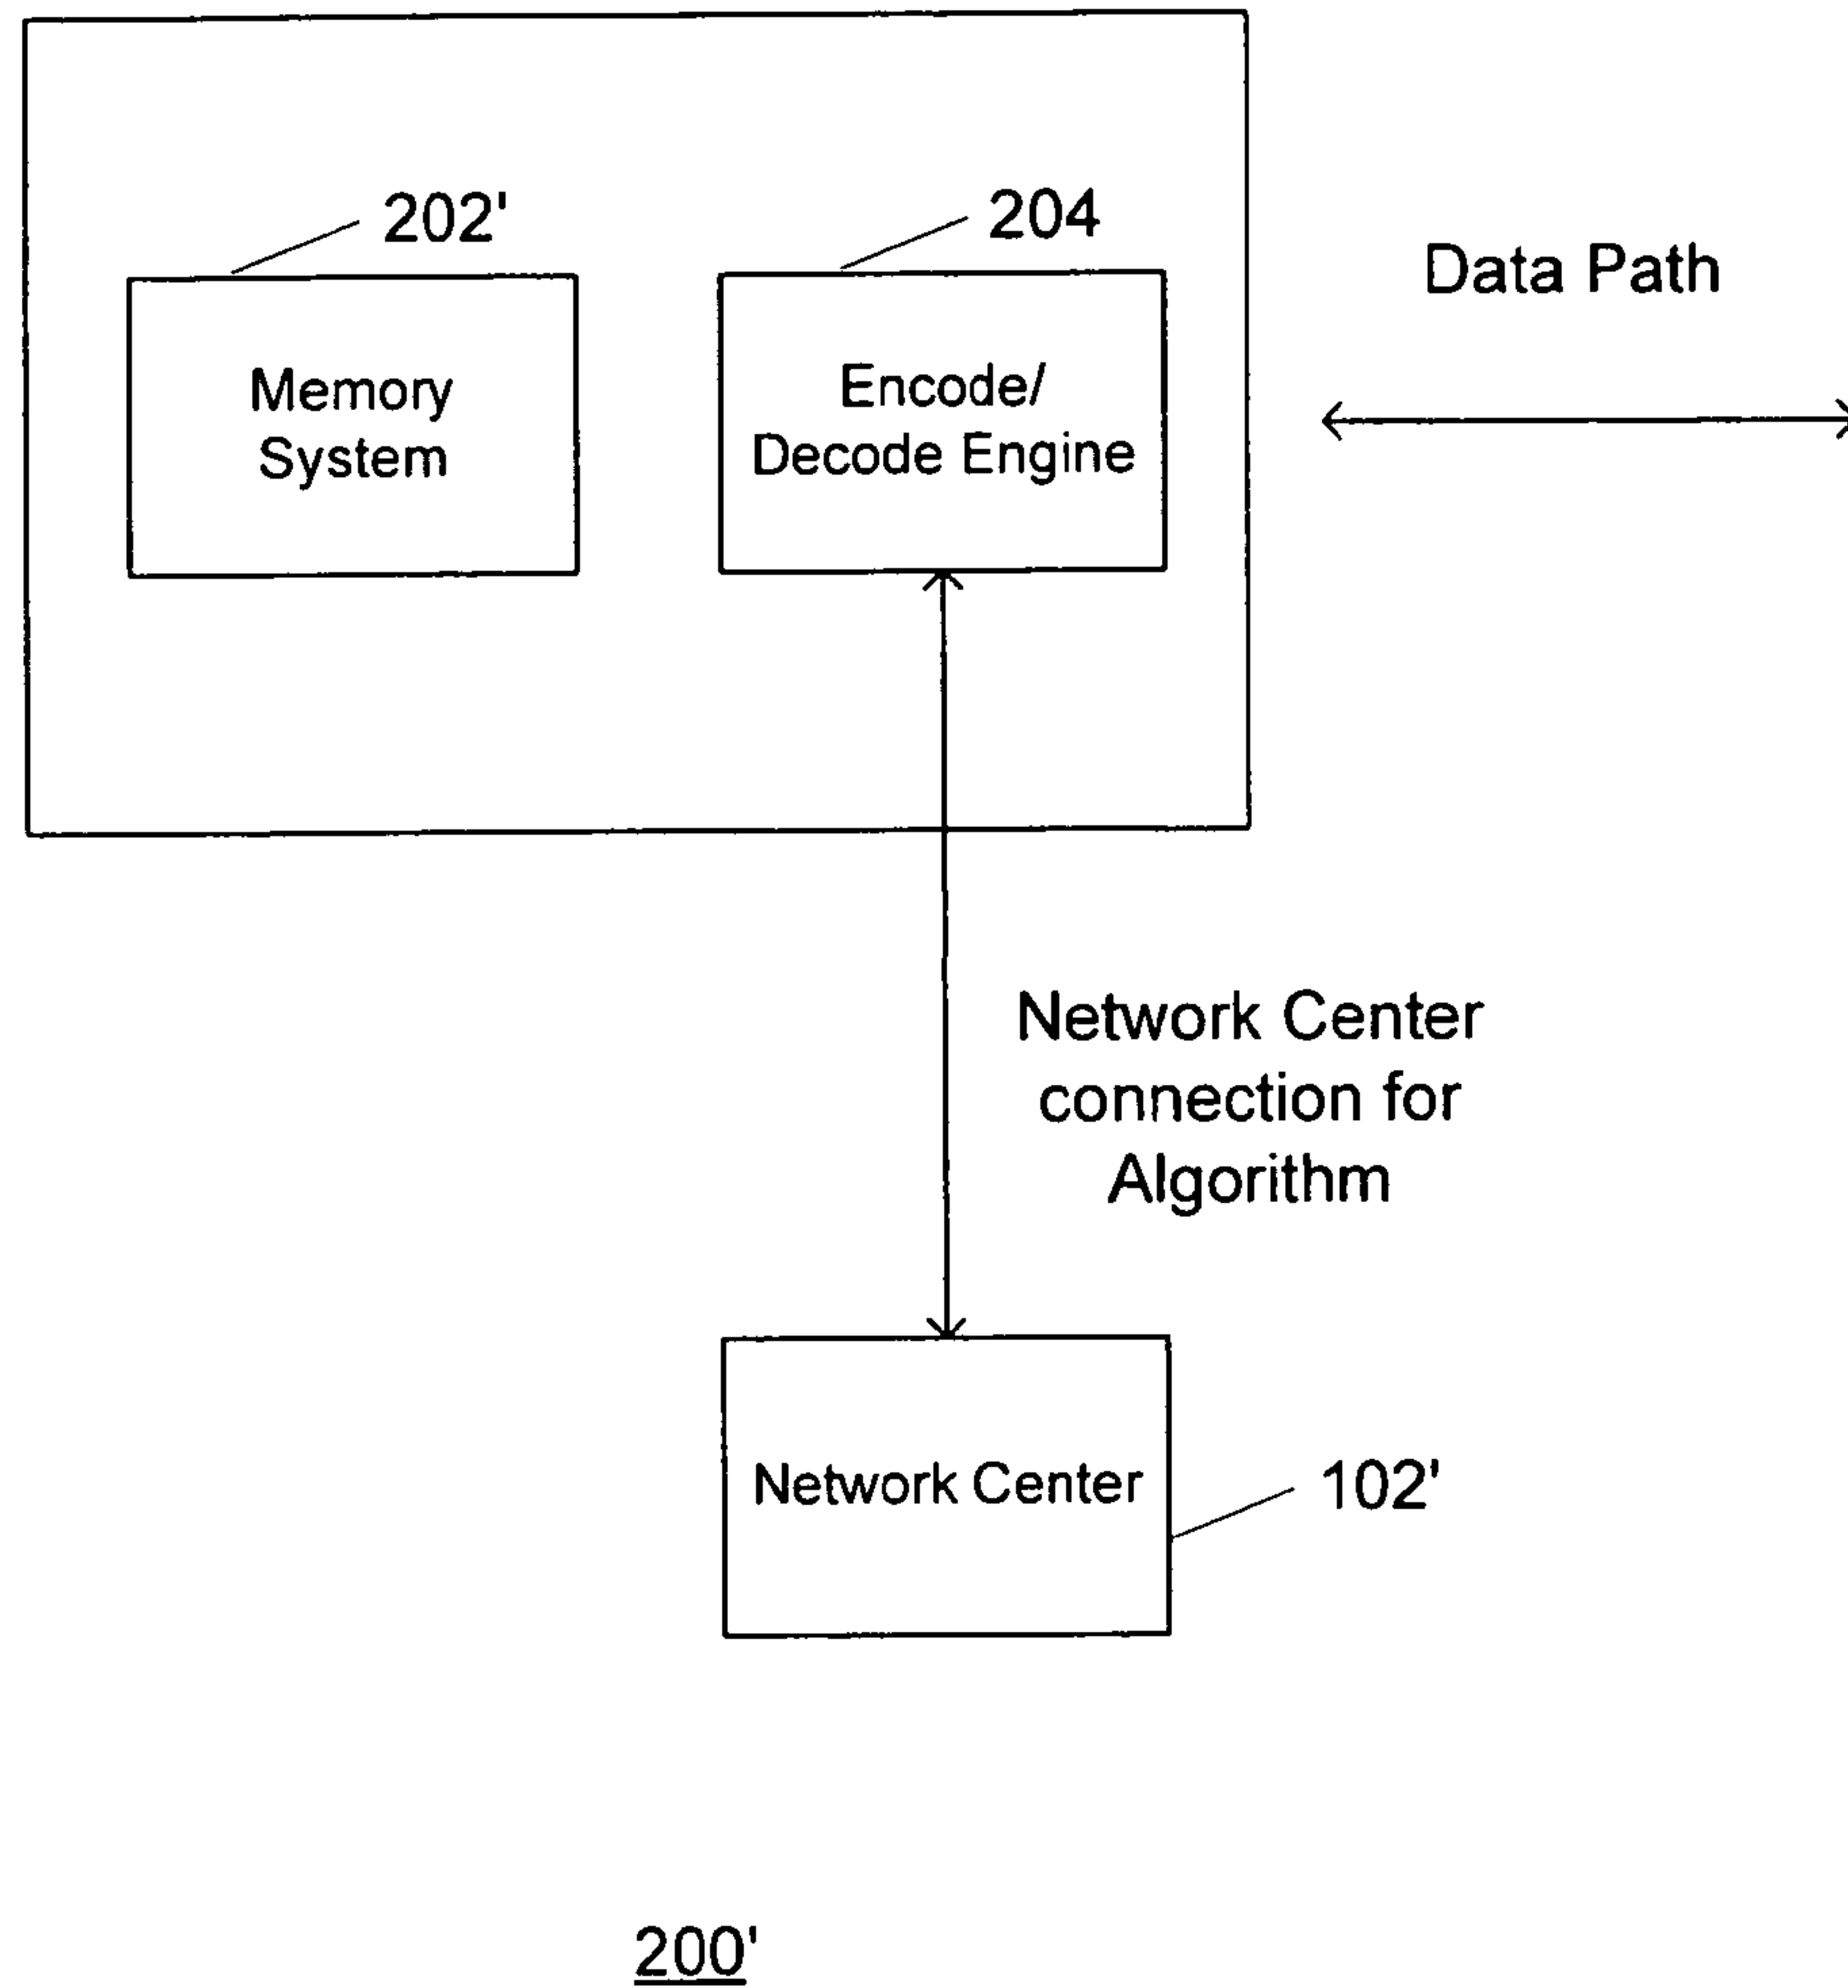 202'
204
Data Path
Memory
System
Encode/
Decode Engine
Network Center
connection for
Algorithm
Network Center
102'
200'